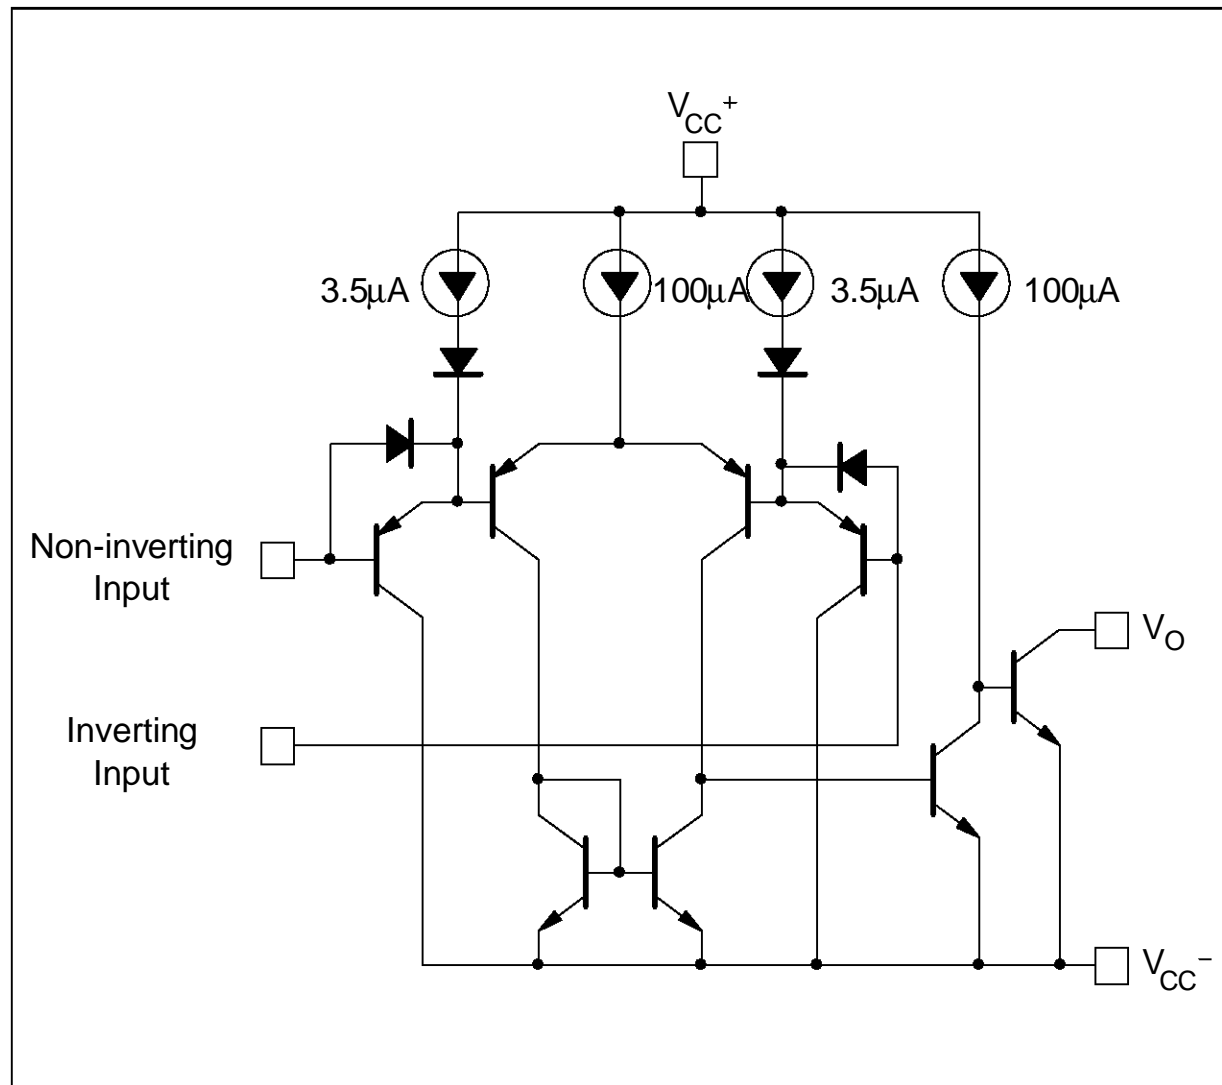 VCC+
3.5μA
100μA
3.5μA
100μA
Non-inverting
Input
VO
Inverting
Input
VCC−